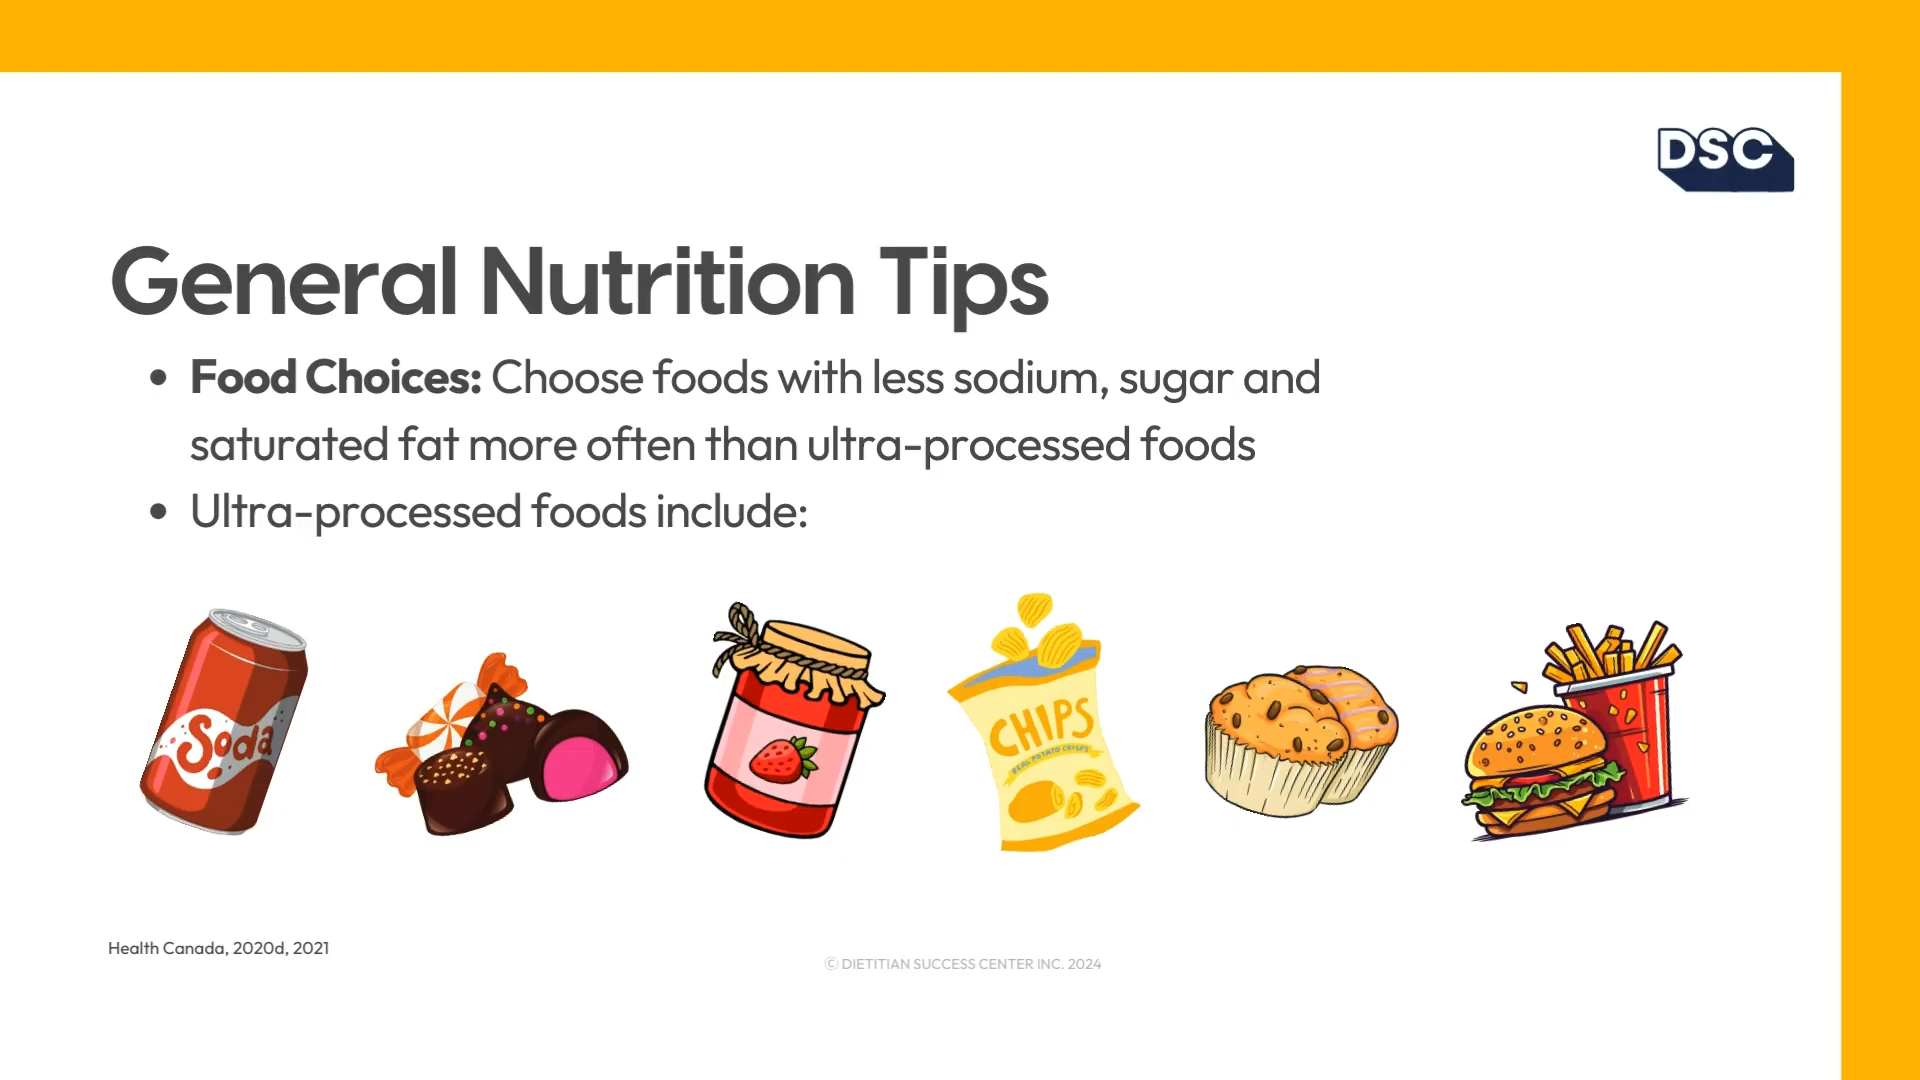 DSC
General Nutrition Tips
• Food Choices: Choose foods with less sodium, sugar and
saturated fat more often than ultra-processed foods
• Ultra-processed foods include:
Soda
CHIPS
REAL POTATO CRISPS
Health Canada, 2020d, 2021
© DIETITIAN SUCCESS CENTER INC. 2024